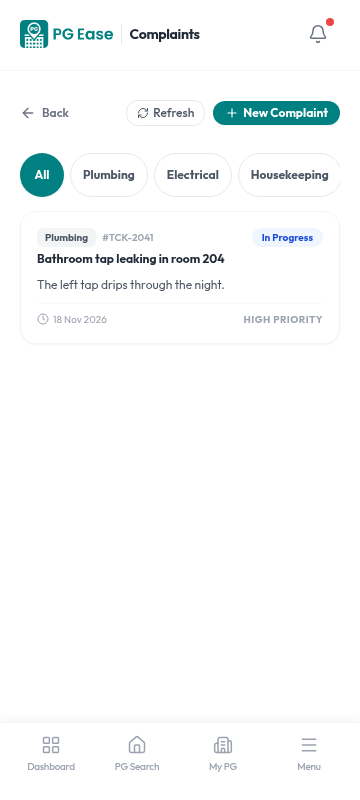 PG
PG Ease
Complaints
Back
Refresh
New Complaint
All
Plumbing
Electrical
Housekeeping
Plumbing
#TCK-2041
In Progress
Bathroom tap leaking in room 204
The left tap drips through the night.
18 Nov 2026
HIGH PRIORITY
Dashboard
PG Search
My PG
Menu